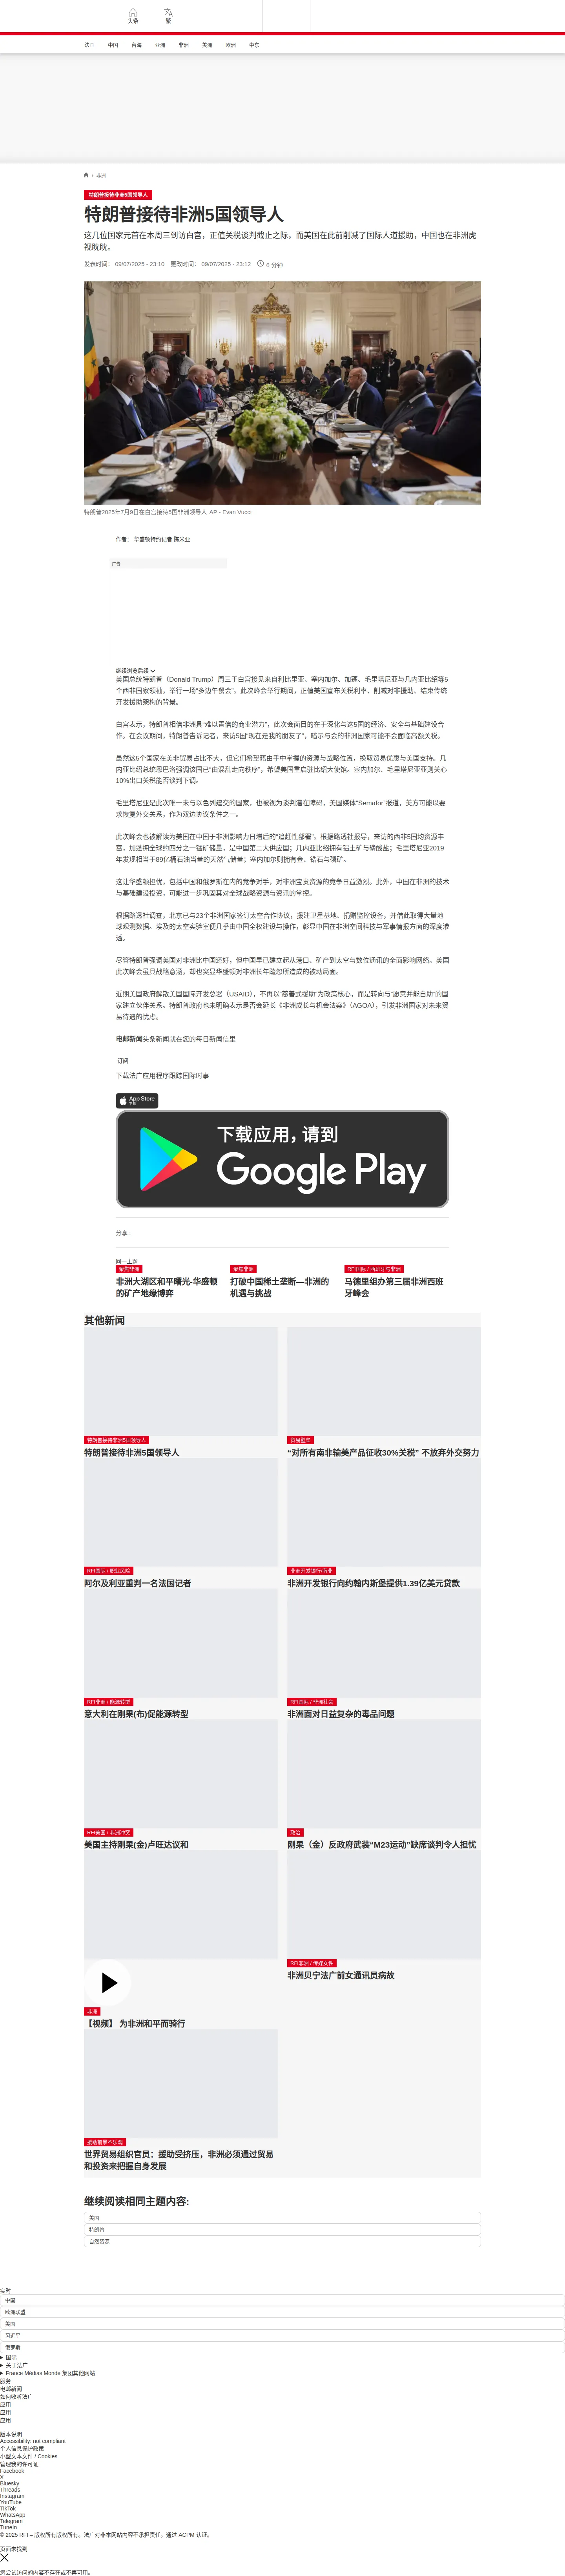 头条
繁
法国
中国
台海
亚洲
非洲
美洲
欧洲
中东
/ 非洲
特朗普接待非洲5国领导人
特朗普接待非洲5国领导人
这几位国家元首在本周三到访白宫，正值关税谈判截止之际，而美国在此前削减了国际人道援助，中国也在非洲虎
视眈眈。
发表时间： 09/07/2025 - 23:10 更改时间： 09/07/2025 - 23:12 6 分钟
特朗普2025年7月9日在白宫接待5国非洲领导人 AP - Evan Vucci
作者： 华盛顿特约记者 陈米亚
广告
继续浏览后续
美国总统特朗普（Donald Trump）周三于白宫接见来自利比里亚、塞内加尔、加蓬、毛里塔尼亚与几内亚比绍等5
个西非国家领袖，举行一场“多边午餐会”。此次峰会举行期间，正值美国宣布关税利率、削减对非援助、结束传统
开发援助架构的背景。
白宫表示，特朗普相信非洲具“难以置信的商业潜力”，此次会面目的在于深化与这5国的经济、安全与基础建设合
作。在会议期间，特朗普告诉记者，来访5国“现在是我的朋友了”，暗示与会的非洲国家可能不会面临高额关税。
虽然这5个国家在美非贸易占比不大，但它们希望藉由手中掌握的资源与战略位置，换取贸易优惠与美国支持。几
内亚比绍总统恩巴洛强调该国已“由混乱走向秩序”，希望美国重启驻比绍大使馆。塞内加尔、毛里塔尼亚亚则关心
10%出口关税能否谈判下调。
毛里塔尼亚是此次唯一未与以色列建交的国家，也被视为谈判潜在障碍，美国媒体“Semafor”报道，美方可能以要
求恢复外交关系，作为双边协议条件之一。
此次峰会也被解读为美国在中国于非洲影响力日增后的“追赶性部署”。根据路透社报导，来访的西非5国均资源丰
富，加蓬拥全球约四分之一锰矿储量，是中国第二大供应国；几内亚比绍拥有铝土矿与磷酸盐；毛里塔尼亚2019
年发现相当于89亿桶石油当量的天然气储量；塞内加尔则拥有金、锆石与磷矿。
这让华盛顿担忧，包括中国和俄罗斯在内的竞争对手，对非洲宝贵资源的竞争日益激烈。此外，中国在非洲的技术
与基础建设投资，可能进一步巩固其对全球战略资源与资讯的掌控。
根据路透社调查，北京已与23个非洲国家签订太空合作协议，援建卫星基地、捐赠监控设备，并借此取得大量地
球观测数据。埃及的太空实验室便几乎由中国全权建设与操作，彰显中国在非洲空间科技与军事情报方面的深度渗
透。
尽管特朗普强调美国对非洲比中国还好，但中国早已建立起从港口、矿产到太空与数位通讯的全面影响网络。美国
此次峰会虽具战略意涵，却也突显华盛顿对非洲长年疏忽所造成的被动局面。
近期美国政府解散美国国际开发总署（USAID），不再以“慈善式援助”为政策核心，而是转向与“愿意并能自助”的国
家建立伙伴关系。特朗普政府也未明确表示是否会延长《非洲成长与机会法案》（AGOA），引发非洲国家对未来贸
易待遇的忧虑。
电邮新闻头条新闻就在您的每日新闻信里
订阅
下载法广应用程序跟踪国际时事
App Store
下载
下载应用，请到
Google Play
分享 :
同一主题
聚焦非洲
非洲大湖区和平曙光-华盛顿
的矿产地缘博弈
聚焦非洲
打破中国稀土垄断—非洲的
机遇与挑战
RFI国际 / 西班牙与非洲
马德里组办第三届非洲西班
牙峰会
其他新闻
特朗普接待非洲5国领导人
特朗普接待非洲5国领导人
贸易壁垒
“对所有南非输美产品征收30%关税” 不放弃外交努力
RFI国际 / 职业风险
阿尔及利亚重判一名法国记者
非洲开发银行/南非
非洲开发银行向约翰内斯堡提供1.39亿美元贷款
RFI非洲 / 能源转型
意大利在刚果(布)促能源转型
RFI国际 / 非洲社会
非洲面对日益复杂的毒品问题
RFI美国 / 非洲冲突
美国主持刚果(金)卢旺达议和
政治
刚果（金）反政府武装“M23运动”缺席谈判令人担忧
非洲
【视频】 为非洲和平而骑行
RFI非洲 / 传媒女性
非洲贝宁法广前女通讯员病故
援助前景不乐观
世界贸易组织官员：援助受挤压，非洲必须通过贸易
和投资来把握自身发展
继续阅读相同主题内容:
美国
特朗普
自然资源
实时
中国
欧洲联盟
美国
习近平
俄罗斯
国际
关于法广
France Médias Monde 集团其他网站
服务
电邮新闻
如何收听法广
应用
应用
应用
版本说明
Accessibility: not compliant
个人信息保护政策
小型文本文件 / Cookies
管理我的许可证
Facebook
X
Bluesky
Threads
Instagram
YouTube
TikTok
WhatsApp
Telegram
TuneIn
© 2025 RFI – 版权所有版权所有。法广对非本网站内容不承担责任。通过 ACPM 认证。
页面未找到
您尝试访问的内容不存在或不再可用。